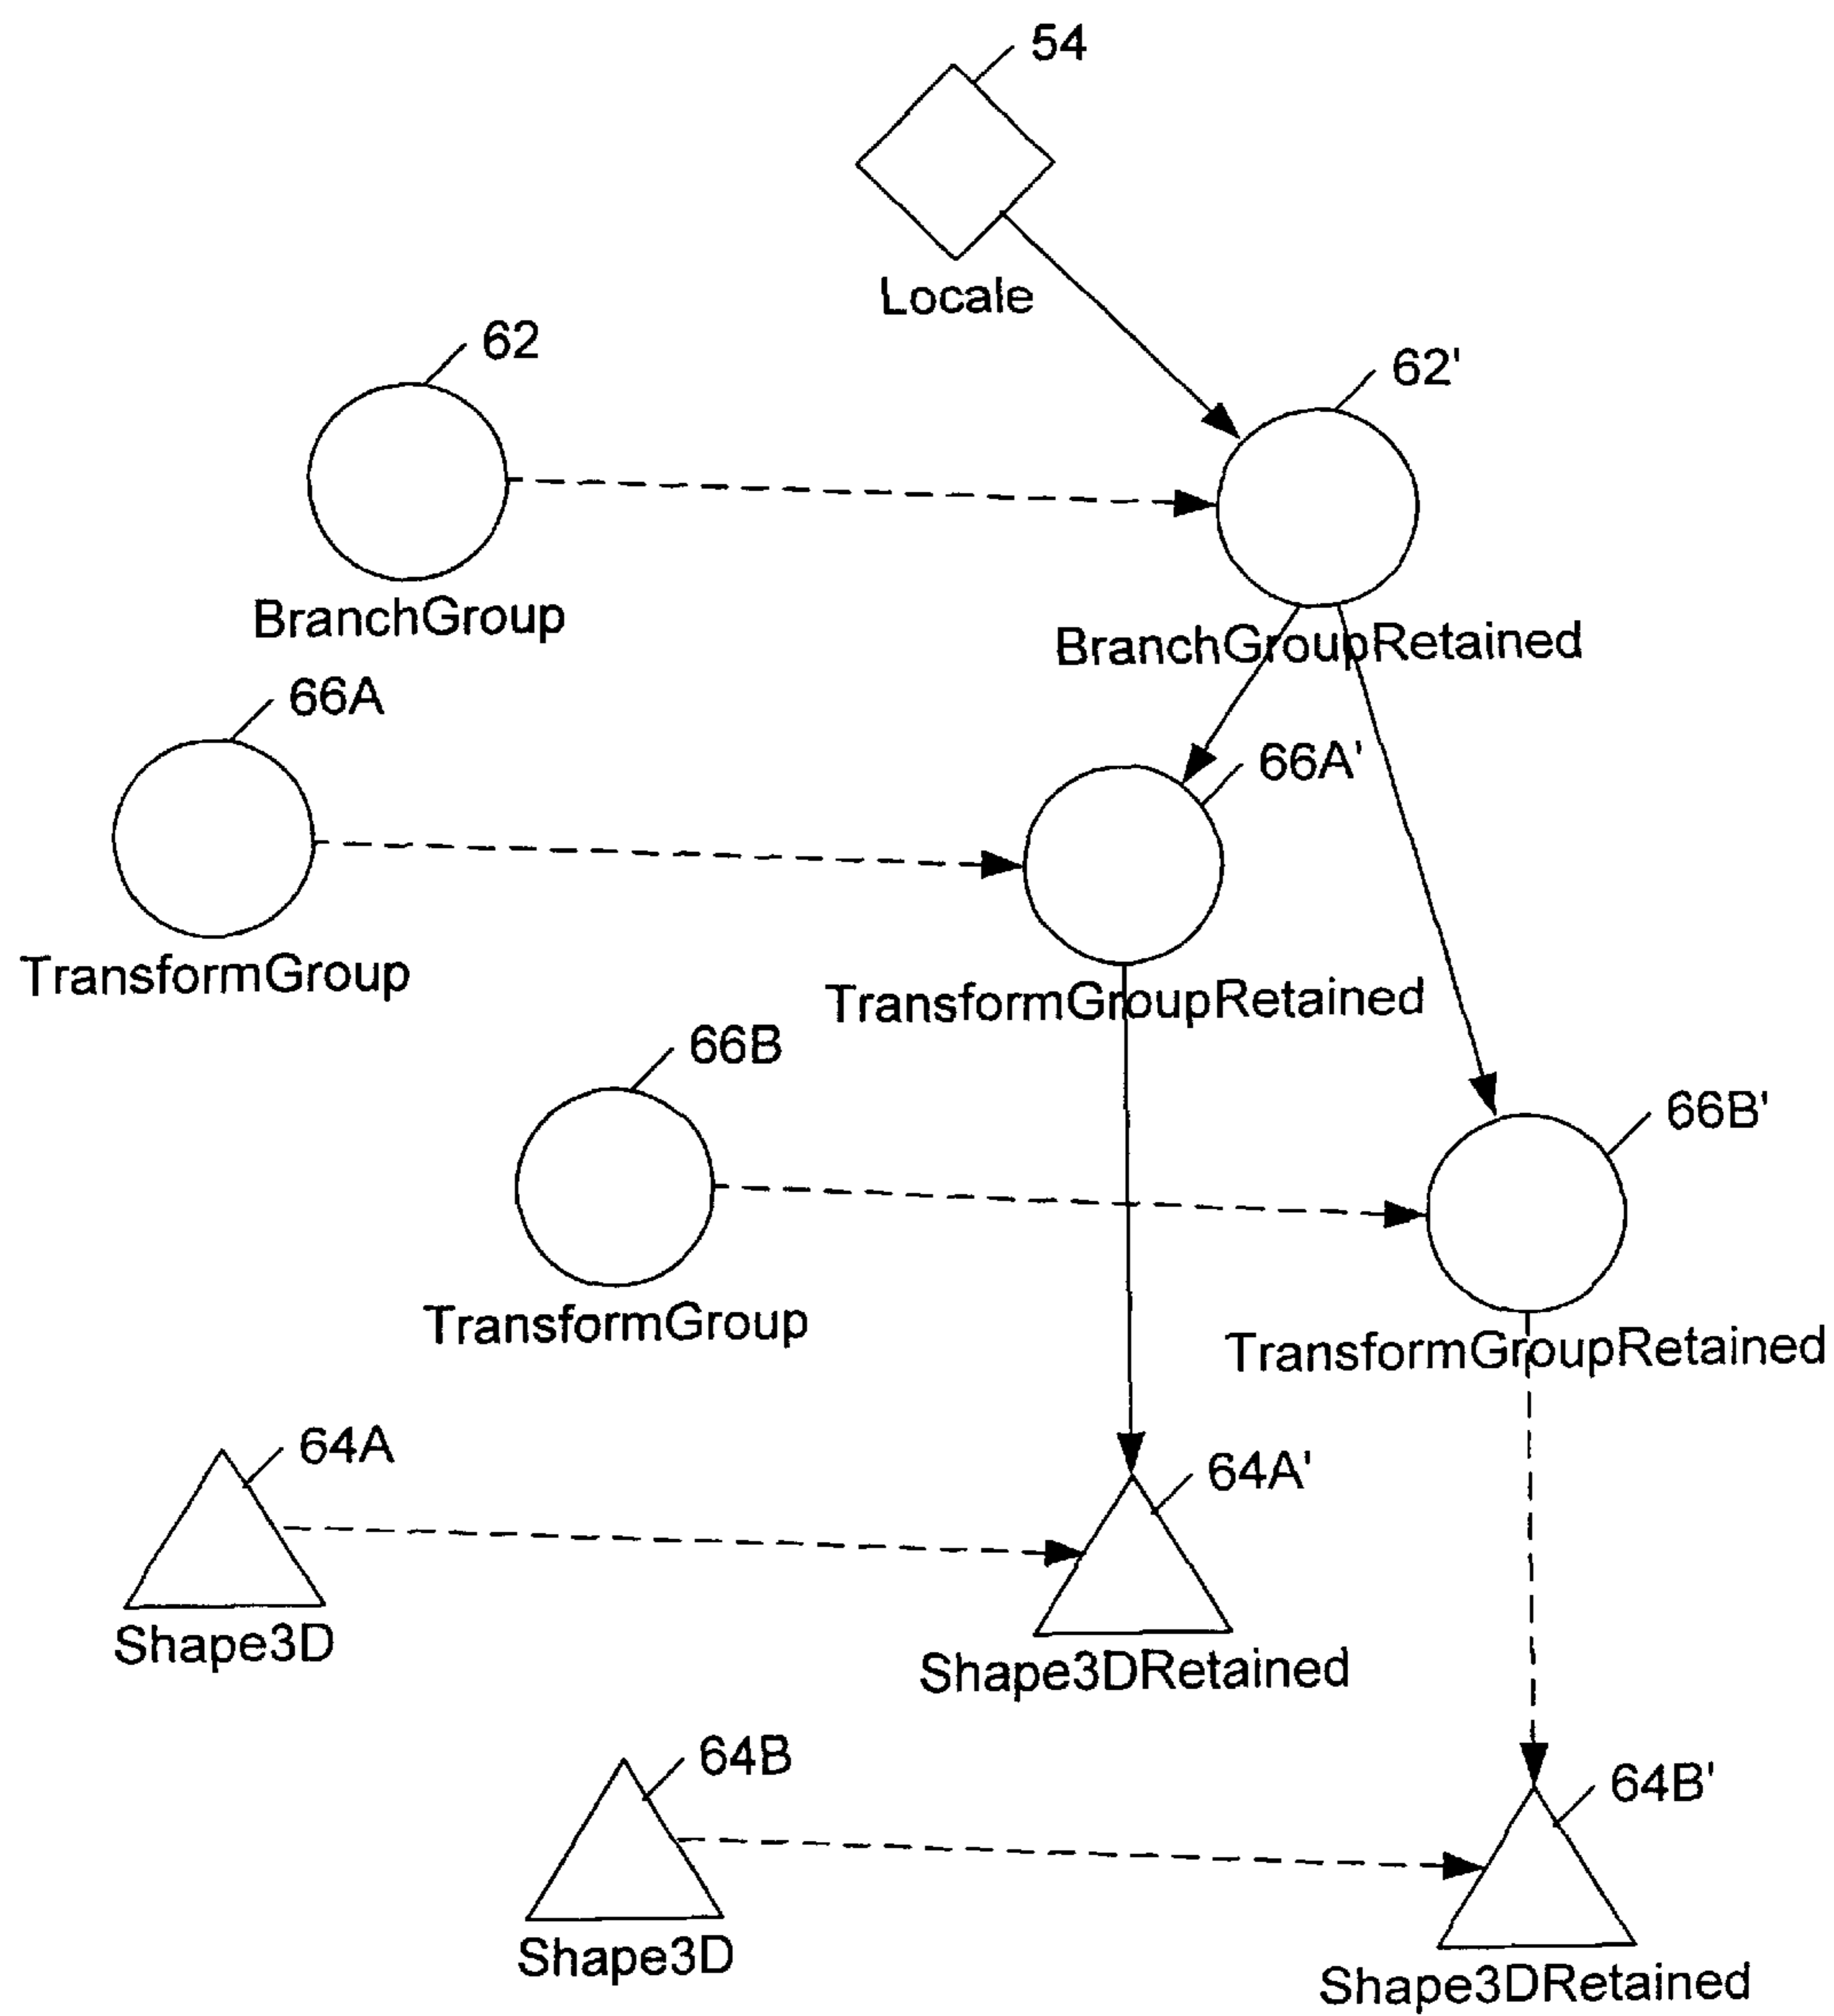 54
Locale
62
62'
BranchGroup
BranchGroupRetained
66A
66A'
TransformGroup
TransformGroupRetained
66B
66B'
TransformGroup
TransformGroupRetained
64A
64A'
Shape3D
Shape3DRetained
64B
64B'
Shape3D
Shape3DRetained